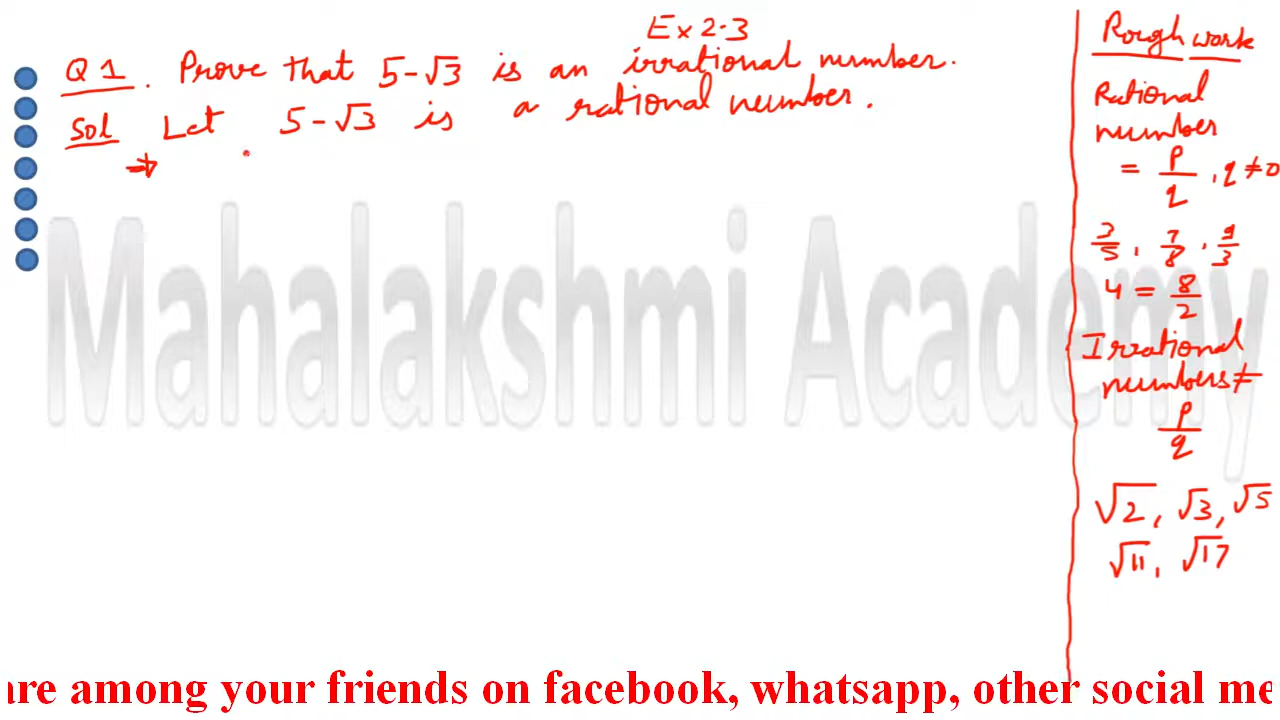 Ex 2.3
Q 1. Prove that 5-√3 is an irrational number.
Sol Let 5-√3 is a rational number.
⇒
Rough work
Rational
number
= p/q, q≠0
3/5, 7/8, 9/3
4 = 8/2
Irrational
numbers ≠
p/q
√2, √3, √5
√11, √17
Mahalakshmi Academy
are among your friends on facebook, whatsapp, other social me